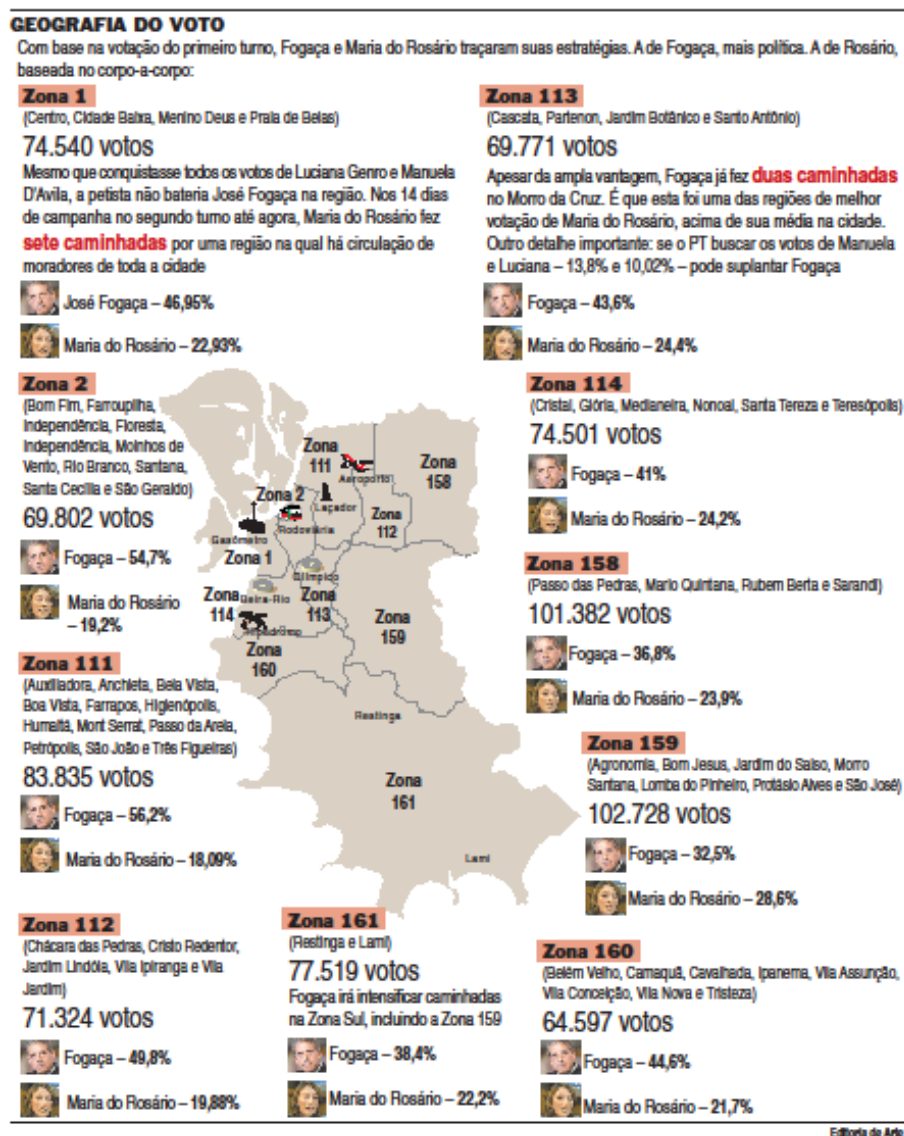 GEOGRAFIA DO VOTO
Com base na votação do primeiro turno, Fogaça e Maria do Rosário traçaram suas estratégias. A de Fogaça, mais política. A de Rosário,
baseada no corpo-a-corpo:
Zona 1
(Centro, Cidade Baixa, Menino Deus e Praia de Belas)
74.540 votos
Mesmo que conquistasse todos os votos de Luciana Genro e Manuela
D'Avila, a petista não bateria José Fogaça na região. Nos 14 dias
de campanha no segundo turno até agora, Maria do Rosário fez
sete caminhadas por uma região na qual há circulação de
moradores de toda a cidade
José Fogaça – 46,95%
Maria do Rosário – 22,93%
Zona 113
(Cascata, Partenon, Jardim Botânico e Santo Antônio)
69.771 votos
Apesar da ampla vantagem, Fogaça já fez duas caminhadas
no Morro da Cruz. É que esta foi uma das regiões de melhor
votação de Maria do Rosário, acima de sua média na cidade.
Outro detalhe importante: se o PT buscar os votos de Manuela
e Luciana – 13,8% e 10,02% – pode suplantar Fogaça
Fogaça – 43,6%
Maria do Rosário – 24,4%
Zona 2
(Bom Fim, Farroupilha,
Independência, Floresta,
Independência, Moinhos de
Vento, Rio Branco, Santana,
Santa Cecília e São Geraldo)
69.802 votos
Fogaça – 54,7%
Maria do Rosário
– 19,2%
Zona 111
(Auxiliadora, Anchieta, Bela Vista,
Boa Vista, Farrapos, Higienópolis,
Humaitá, Mont Serrat, Passo da Areia,
Petrópolis, São João e Três Figueiras)
83.835 votos
Fogaça – 56,2%
Maria do Rosário – 18,09%
Zona 112
(Chácara das Pedras, Cristo Redentor,
Jardim Lindóia, Vila Ipiranga e Vila
Jardim)
71.324 votos
Fogaça – 49,8%
Maria do Rosário – 19,88%
Zona
111
Aeroporto
Zona
158
Zona 2
Laçador
Rodoviária
Zona
112
Gasômetro
Zona 1
Olímpico
Zona
114
Beira-Rio
Zona
113
Hipódromo
Zona
159
Zona
160
Restinga
Zona
161
Lami
Zona 114
(Cristal, Glória, Medianeira, Nonoai, Santa Tereza e Teresópolis)
74.501 votos
Fogaça – 41%
Maria do Rosário – 24,2%
Zona 158
(Passo das Pedras, Mario Quintana, Rubem Berta e Sarandi)
101.382 votos
Fogaça – 36,8%
Maria do Rosário – 23,9%
Zona 159
(Agronomia, Bom Jesus, Jardim do Salso, Morro
Santana, Lomba do Pinheiro, Protásio Alves e São José)
102.728 votos
Fogaça – 32,5%
Maria do Rosário – 28,6%
Zona 161
(Restinga e Lami)
77.519 votos
Fogaça irá intensificar caminhadas
na Zona Sul, incluindo a Zona 159
Fogaça – 38,4%
Maria do Rosário – 22,2%
Zona 160
(Belém Velho, Camaquã, Cavalhada, Ipanema, Vila Assunção,
Vila Conceição, Vila Nova e Tristeza)
64.597 votos
Fogaça – 44,6%
Maria do Rosário – 21,7%
Editoria de Arte